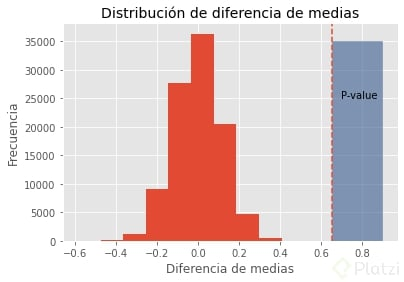 Distribución de diferencia de medias
Frecuencia
35000
30000
25000
20000
15000
10000
5000
0
P-value
−0.6 −0.4 −0.2 0.0 0.2 0.4 0.6 0.8
Diferencia de medias
Platzi